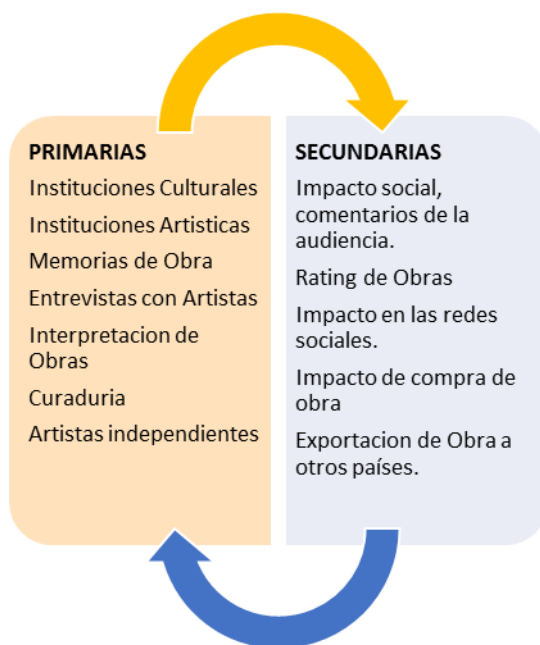 PRIMARIAS
Instituciones Culturales
Instituciones Artisticas
Memorias de Obra
Entrevistas con Artistas
Interpretacion de
Obras
Curaduria
Artistas independientes
SECUNDARIAS
Impacto social,
comentarios de la
audiencia.
Rating de Obras
Impacto en las redes
sociales.
Impacto de compra de
obra
Exportacion de Obra a
otros países.